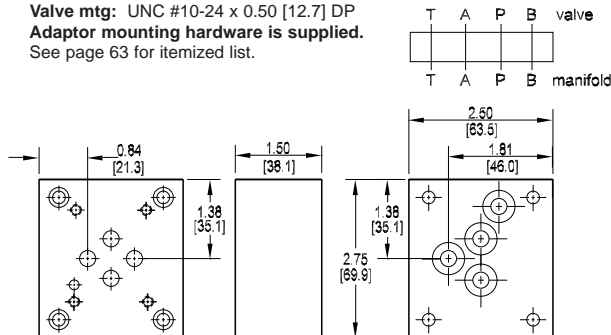 Valve mtg: UNC #10-24 x 0.50 [12.7] DP
Adaptor mounting hardware is supplied.
See page 63 for itemized list.
T A P B valve
T A P B manifold
2.50
[63.5]
0.84
[21.3]
1.50
[38.1]
1.81
[46.0]
1.38
[35.1]
1.38
[35.1]
2.75
[69.9]